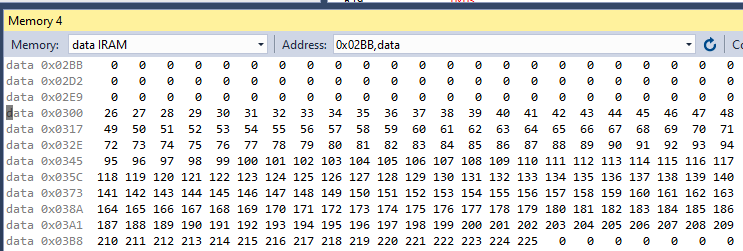 Memory 4
Memory: data IRAM Address: 0x02BB,data
data 0x02BB 0 0 0 0 0 0 0 0 0 0 0 0 0 0 0 0 0 0 0 0 0 0 0
data 0x02D2 0 0 0 0 0 0 0 0 0 0 0 0 0 0 0 0 0 0 0 0 0 0 0
data 0x02E9 0 0 0 0 0 0 0 0 0 0 0 0 0 0 0 0 0 0 0 0 0 0 0
data 0x0300 26 27 28 29 30 31 32 33 34 35 36 37 38 39 40 41 42 43 44 45 46 47 48
data 0x0317 49 50 51 52 53 54 55 56 57 58 59 60 61 62 63 64 65 66 67 68 69 70 71
data 0x032E 72 73 74 75 76 77 78 79 80 81 82 83 84 85 86 87 88 89 90 91 92 93 94
data 0x0345 95 96 97 98 99 100 101 102 103 104 105 106 107 108 109 110 111 112 113 114 115 116 117
data 0x035C 118 119 120 121 122 123 124 125 126 127 128 129 130 131 132 133 134 135 136 137 138 139 140
data 0x0373 141 142 143 144 145 146 147 148 149 150 151 152 153 154 155 156 157 158 159 160 161 162 163
data 0x038A 164 165 166 167 168 169 170 171 172 173 174 175 176 177 178 179 180 181 182 183 184 185 186
data 0x03A1 187 188 189 190 191 192 193 194 195 196 197 198 199 200 201 202 203 204 205 206 207 208 209
data 0x03B8 210 211 212 213 214 215 216 217 218 219 220 221 222 223 224 225 0 0 0 0 0 0 0